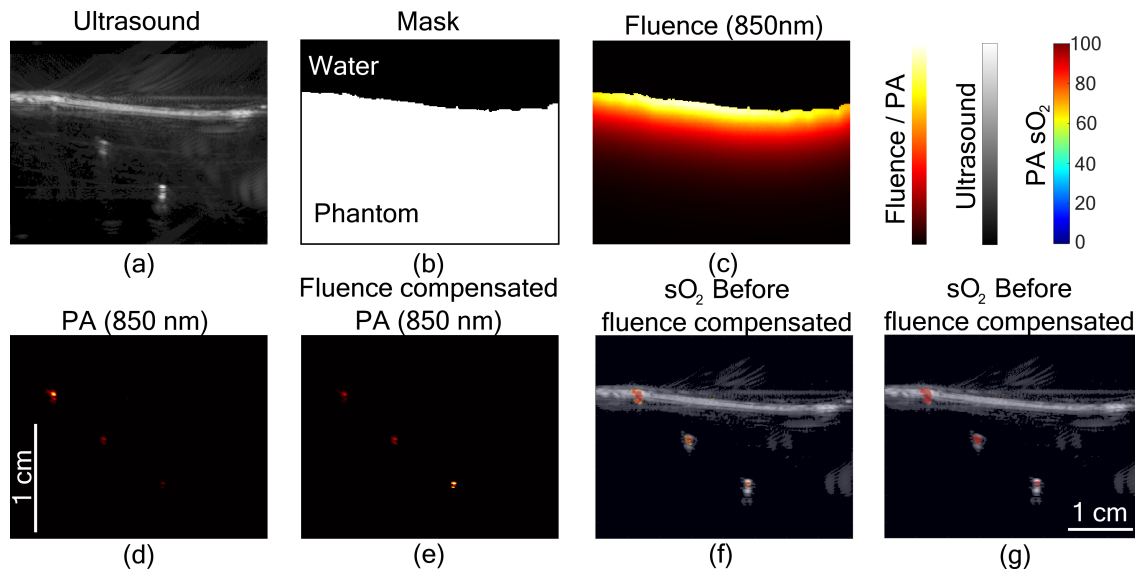 Ultrasound
Mask
Fluence (850nm)
Water
Phantom
Fluence / PA
Ultrasound
PA sO2
100
80
60
40
20
0
(a)
(b)
(c)
PA (850 nm)
Fluence compensated
PA (850 nm)
sO2 Before
fluence compensated
sO2 Before
fluence compensated
1 cm
1 cm
(d)
(e)
(f)
(g)